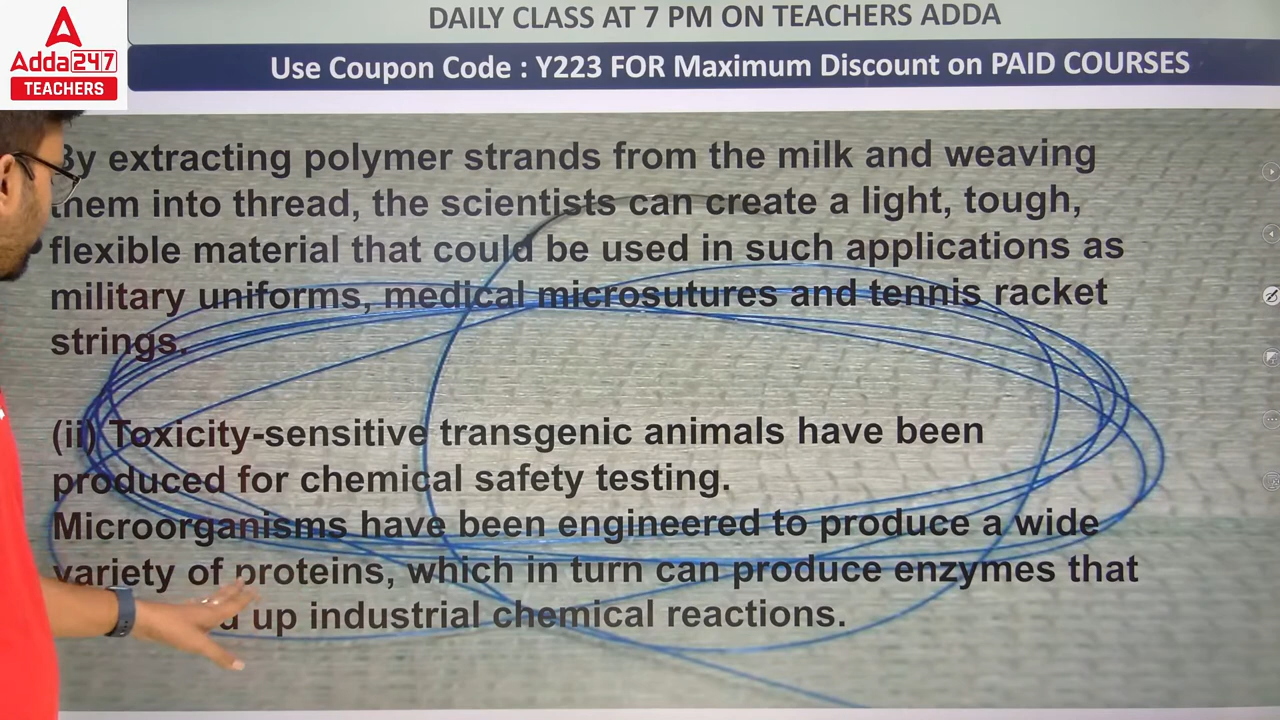 DAILY CLASS AT 7 PM ON TEACHERS ADDA
Adda247
TEACHERS
Use Coupon Code : Y223 FOR Maximum Discount on PAID COURSES
By extracting polymer strands from the milk and weaving
them into thread, the scientists can create a light, tough,
flexible material that could be used in such applications as
military uniforms, medical microsutures and tennis racket
strings.
(ii) Toxicity-sensitive transgenic animals have been
produced for chemical safety testing.
Microorganisms have been engineered to produce a wide
variety of proteins, which in turn can produce enzymes that
up industrial chemical reactions.